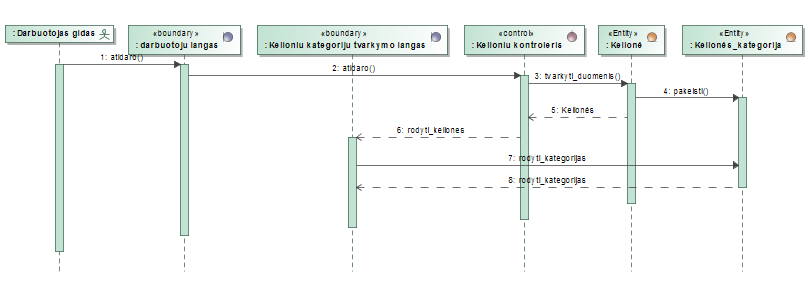 : Darbuotojas gidas
«boundary»
: darbuotoju langas
«boundary»
: Kelioniu kategoriju tvarkymo langas
«control»
: Kelioniu kontroleris
«Entity»
: Kelionė
«Entity»
: Kelionės_kategorija
1: atidaro()
2: atidaro()
3: tvarkyti_duomenis()
4: pakeisti()
5: Kelionės
6: rodyti_keliones
7: rodyti_kategorijas
8: rodyti_kategorijas